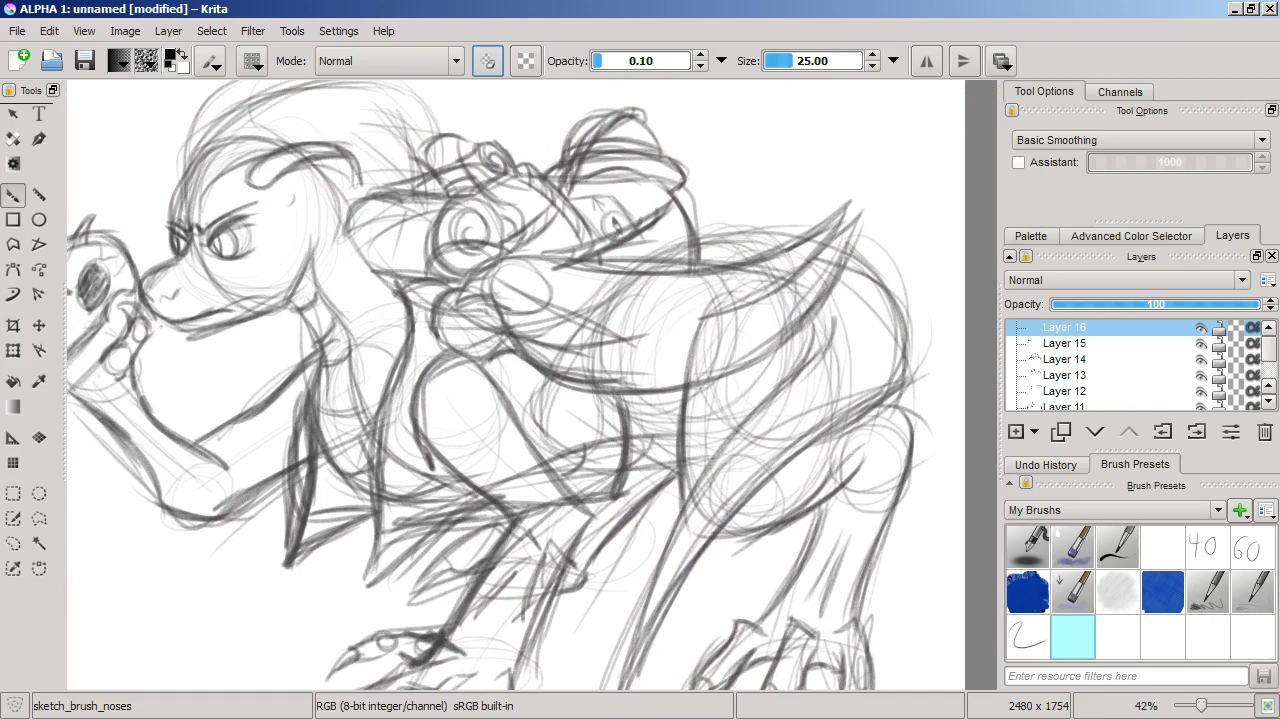 ALPHA 1: unnamed [modified] – Krita
File Edit View Image Layer Select Filter Tools Settings Help
Mode: Normal Opacity: 0.10 Size: 25.00
Tools
Tool Options Channels
Tool Options
Basic Smoothing
Assistant: 1000
Palette Advanced Color Selector Layers
Layers
Normal
Opacity: 100
Layer 16
Layer 15
Layer 14
Layer 13
Layer 12
Layer 11
Undo History Brush Presets
Brush Presets
My Brushes
40 60
Enter resource filters here
sketch_brush_noses RGB (8-bit integer/channel) sRGB built-in 2480 x 1754 42%